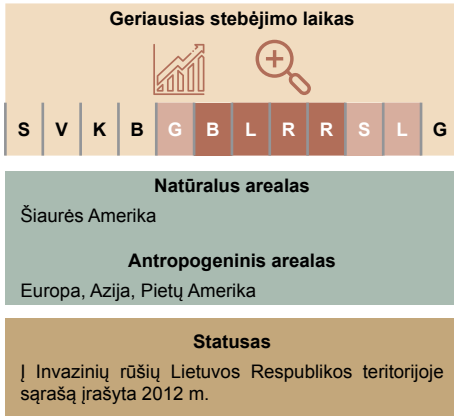 Geriausias stebėjimo laikas
S V K B G B L R R S L G
Natūralus arealas
Šiaurės Amerika
Antropogeninis arealas
Europa, Azija, Pietų Amerika
Statusas
Į Invazinių rūšių Lietuvos Respublikos teritorijoje
sąrašą įrašyta 2012 m.